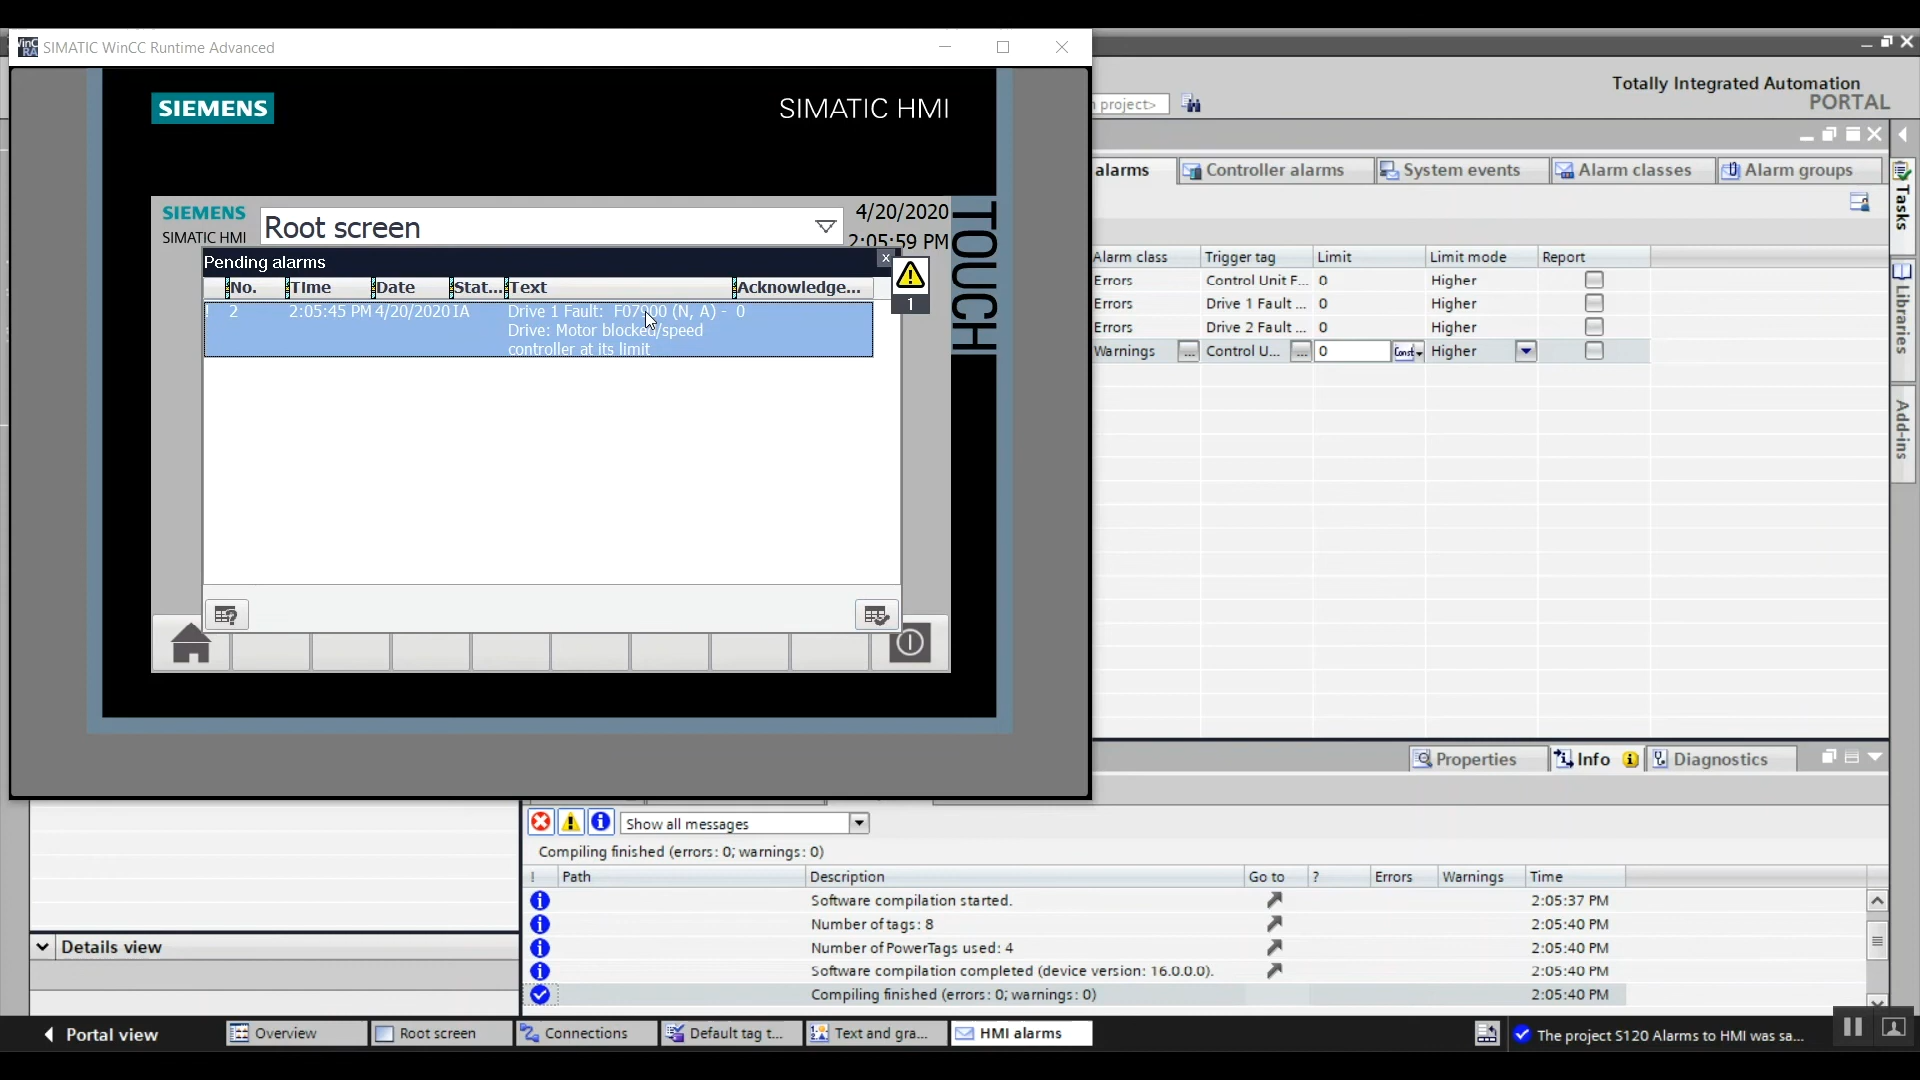 SIMATIC WinCC Runtime Advanced
SIEMENS
SIMATIC HMI
SIEMENS
SIMATIC HMI
Root screen
4/20/2020
2:05:59 PM
TOUCH
Pending alarms
No. Time Date Stat... Text Acknowledge...
! 2 2:05:45 PM 4/20/2020 IA Drive 1 Fault: F07900 (N, A) - 0
Drive: Motor blocked/speed
controller at its limit
1
Totally Integrated Automation
PORTAL
project>
alarms Controller alarms System events Alarm classes Alarm groups
Alarm class Trigger tag Limit Limit mode Report
Errors Control Unit F... 0 Higher
Errors Drive 1 Fault ... 0 Higher
Errors Drive 2 Fault ... 0 Higher
Warnings ... Control U... ... 0 Const Higher
Tasks
Libraries
Add-ins
Properties Info Diagnostics
Show all messages
Compiling finished (errors: 0; warnings: 0)
! Path Description Go to ? Errors Warnings Time
Software compilation started. 2:05:37 PM
Number of tags: 8 2:05:40 PM
Number of PowerTags used: 4 2:05:40 PM
Software compilation completed (device version: 16.0.0.0). 2:05:40 PM
Compiling finished (errors: 0; warnings: 0) 2:05:40 PM
Details view
Portal view Overview Root screen Connections Default tag t... Text and gra... HMI alarms
The project S120 Alarms to HMI was sa...